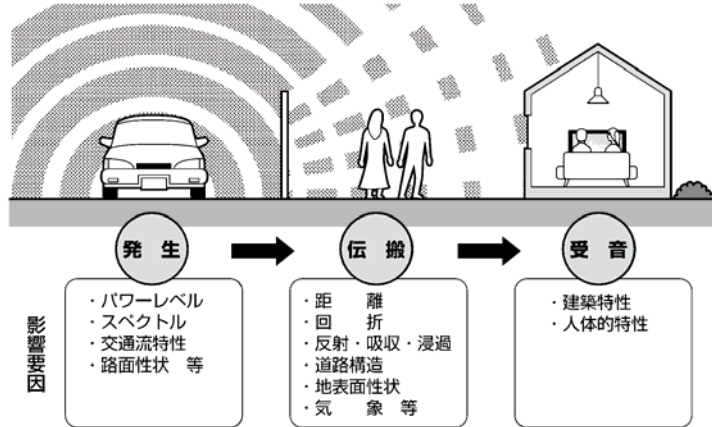 発 生
伝 搬
受 音
影響要因
・パワーレベル
・スペクトル
・交通流特性
・路面性状 等
・距 離
・回 折
・反射・吸収・浸過
・道路構造
・地表面性状
・気 象 等
・建築特性
・人体的特性